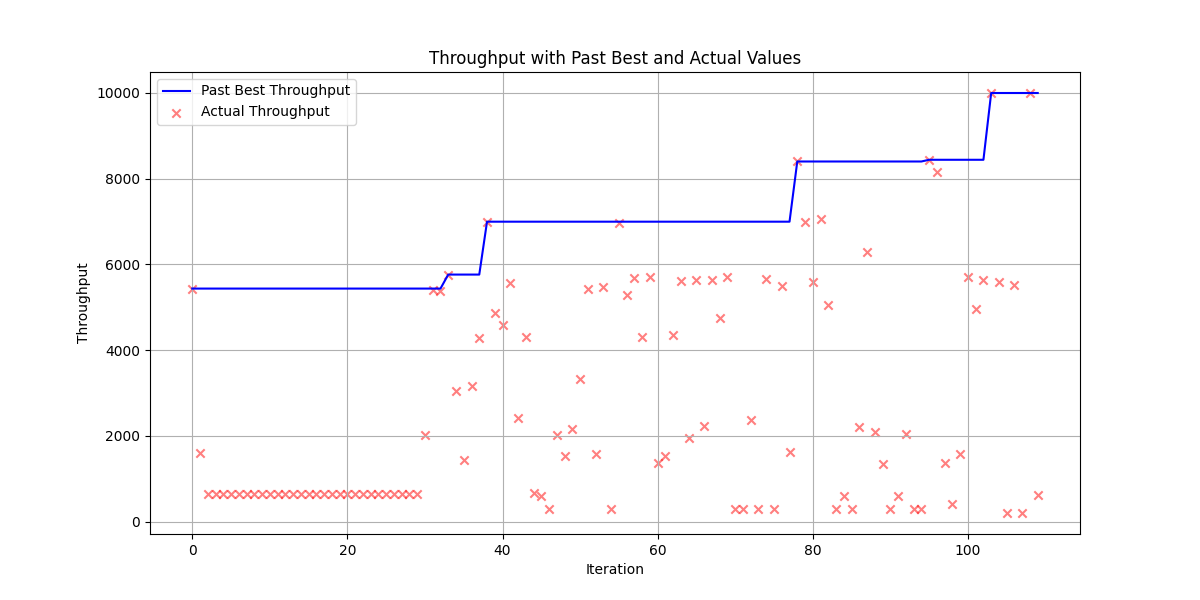 Throughput with Past Best and Actual Values
Past Best Throughput
Actual Throughput
10000
8000
6000
4000
2000
0
Throughput
0 20 40 60 80 100
Iteration